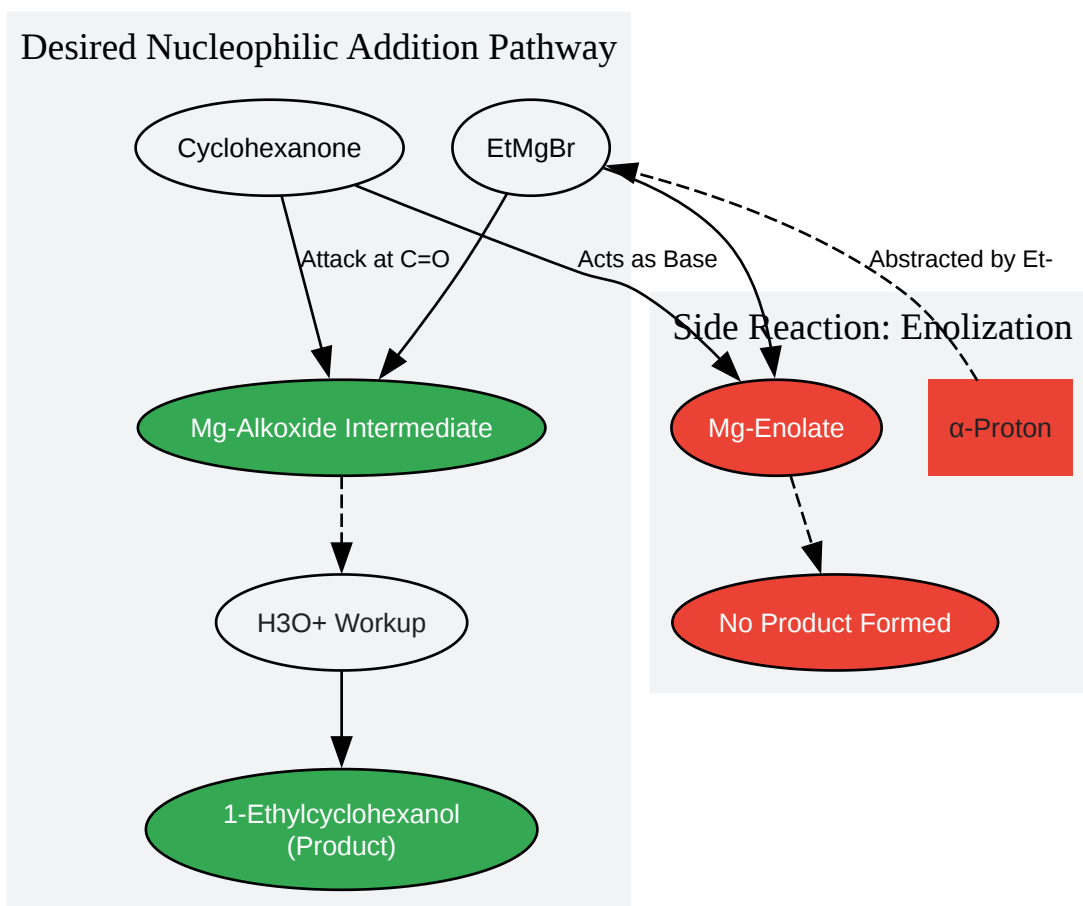 Desired Nucleophilic Addition Pathway
Cyclohexanone
EtMgBr
Attack at C=O
Acts as Base
Abstracted by Et-
Side Reaction: Enolization
Mg-Alkoxide Intermediate
Mg-Enolate
α-Proton
H3O+ Workup
No Product Formed
1-Ethylcyclohexanol
(Product)